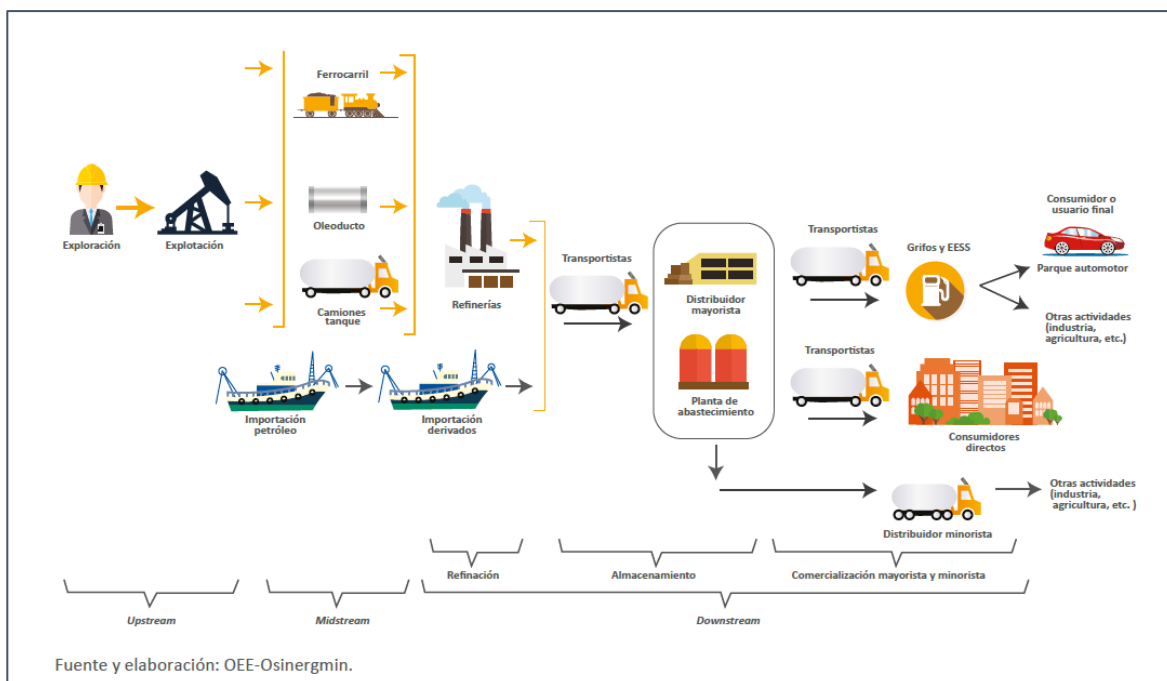 Ferrocarril
Exploración
Explotación
Oleoducto
Camiones
tanque
Refinerías
Importación
petróleo
Importación
derivados
Transportistas
Distribuidor
mayorista
Planta de
abastecimiento
Transportistas
Grifos y EESS
Consumidor o
usuario final
Parque automotor
Otras actividades
(industria,
agricultura, etc.)
Transportistas
Consumidores
directos
Distribuidor minorista
Otras actividades
(industria,
agricultura, etc. )
Refinación
Almacenamiento
Comercialización mayorista y minorista
Upstream
Midstream
Downstream
Fuente y elaboración: OEE-Osinergmin.